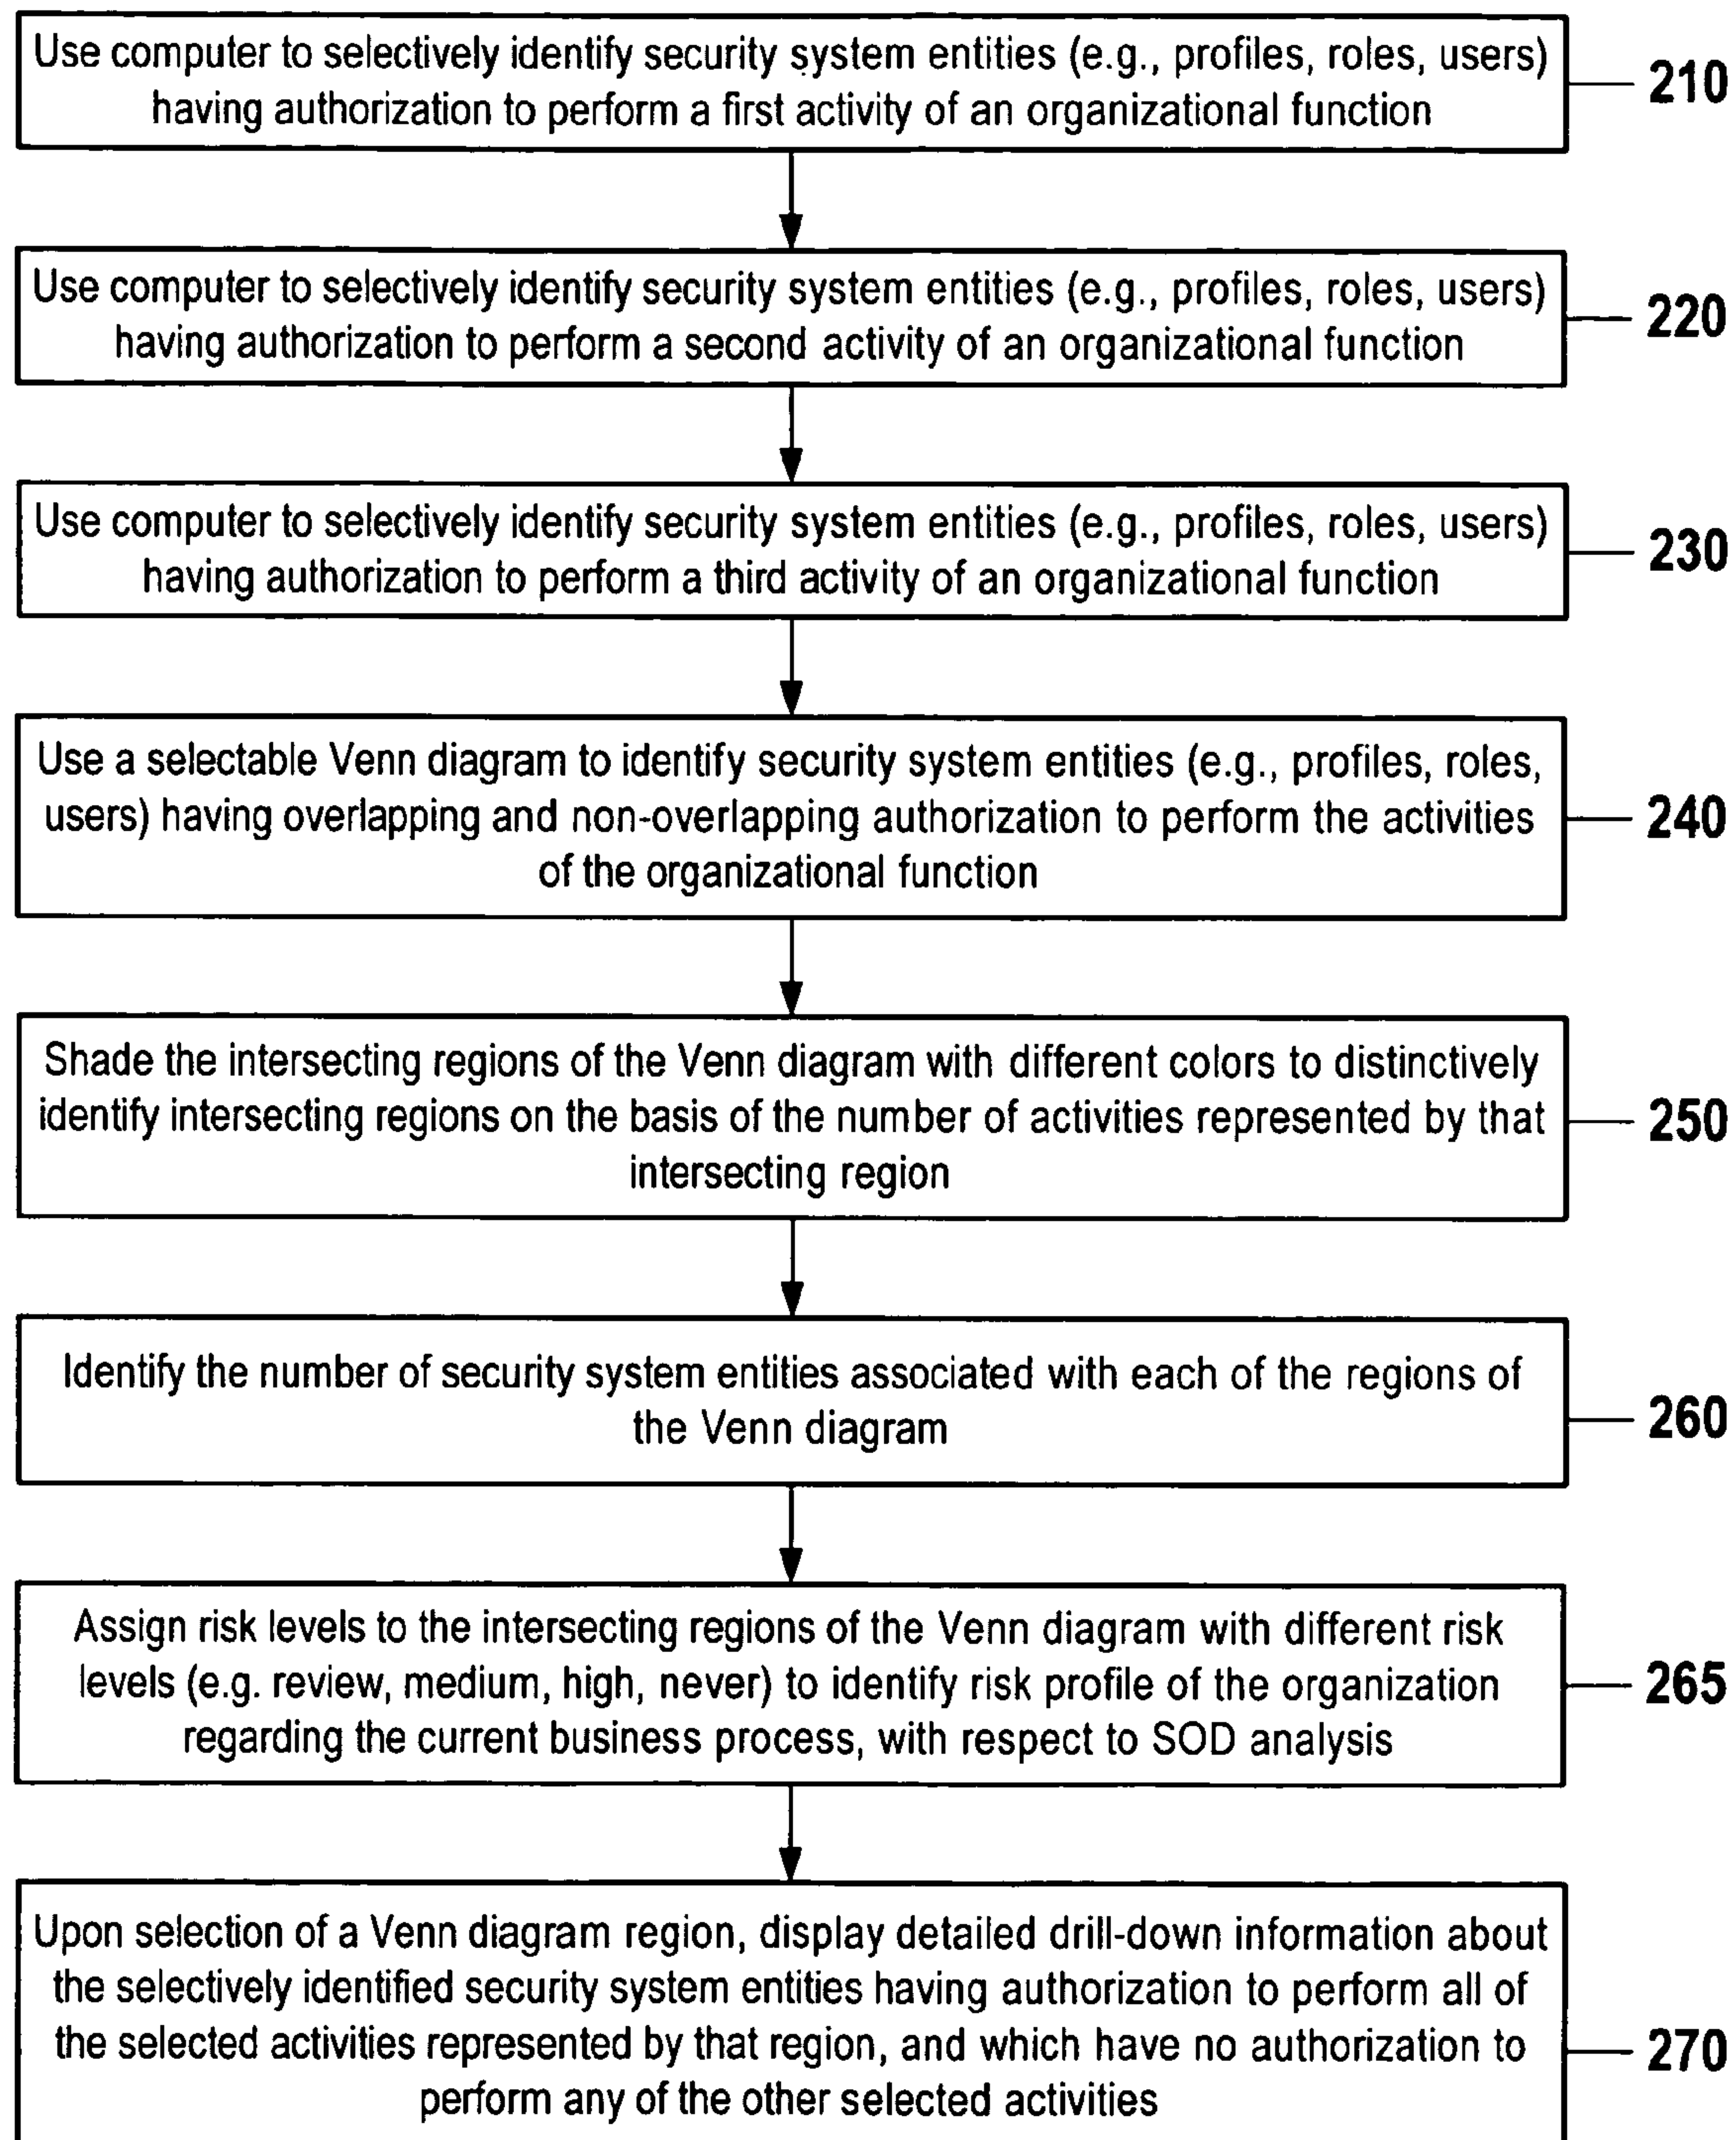 Use computer to selectively identify security system entities (e.g., profiles, roles, users)
having authorization to perform a first activity of an organizational function
210
Use computer to selectively identify security system entities (e.g., profiles, roles, users)
having authorization to perform a second activity of an organizational function
220
Use computer to selectively identify security system entities (e.g., profiles, roles, users)
having authorization to perform a third activity of an organizational function
230
Use a selectable Venn diagram to identify security system entities (e.g., profiles, roles,
users) having overlapping and non-overlapping authorization to perform the activities
of the organizational function
240
Shade the intersecting regions of the Venn diagram with different colors to distinctively
identify intersecting regions on the basis of the number of activities represented by that
intersecting region
250
Identify the number of security system entities associated with each of the regions of
the Venn diagram
260
Assign risk levels to the intersecting regions of the Venn diagram with different risk
levels (e.g. review, medium, high, never) to identify risk profile of the organization
regarding the current business process, with respect to SOD analysis
265
Upon selection of a Venn diagram region, display detailed drill-down information about
the selectively identified security system entities having authorization to perform all of
the selected activities represented by that region, and which have no authorization to
perform any of the other selected activities
270